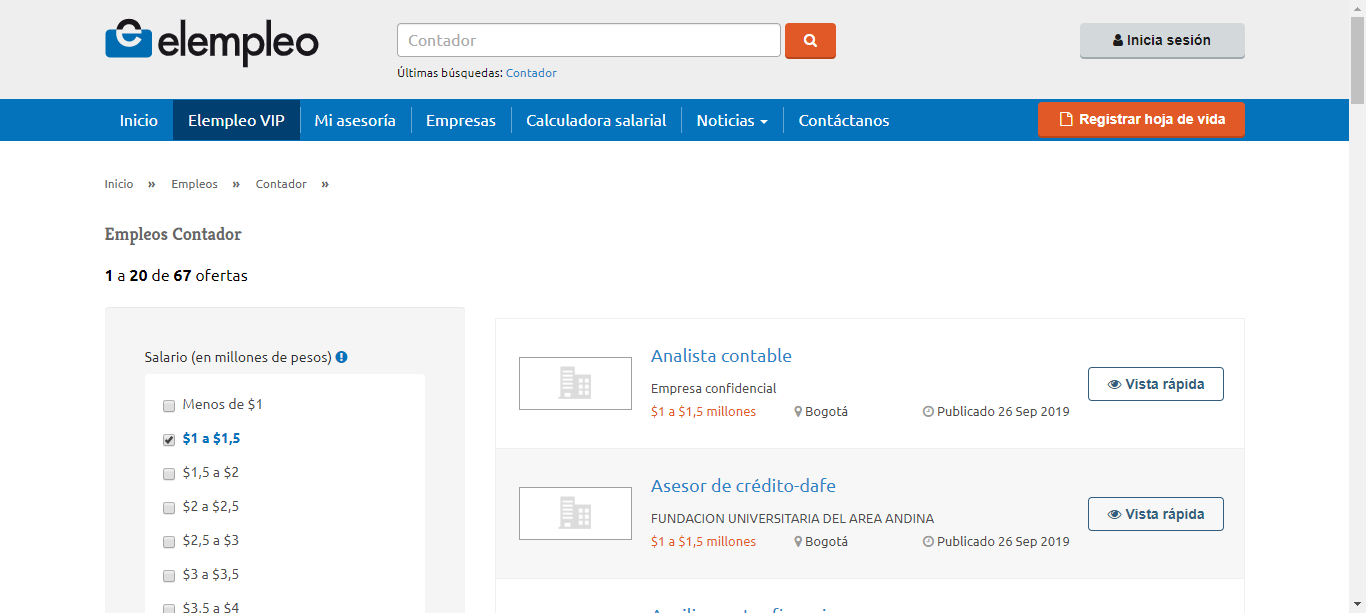 elempleo
Contador
Inicia sesión
Últimas búsquedas: Contador
Inicio Elempleo VIP Mi asesoría Empresas Calculadora salarial Noticias Contáctanos Registrar hoja de vida
Inicio » Empleos » Contador »
Empleos Contador
1 a 20 de 67 ofertas
Salario (en millones de pesos)
Menos de $1
$1 a $1,5
$1,5 a $2
$2 a $2,5
$2,5 a $3
$3 a $3,5
$3,5 a $4
Analista contable
Empresa confidencial
$1 a $1,5 millones Bogotá Publicado 26 Sep 2019
Vista rápida
Asesor de crédito-dafe
FUNDACION UNIVERSITARIA DEL AREA ANDINA
$1 a $1,5 millones Bogotá Publicado 26 Sep 2019
Vista rápida